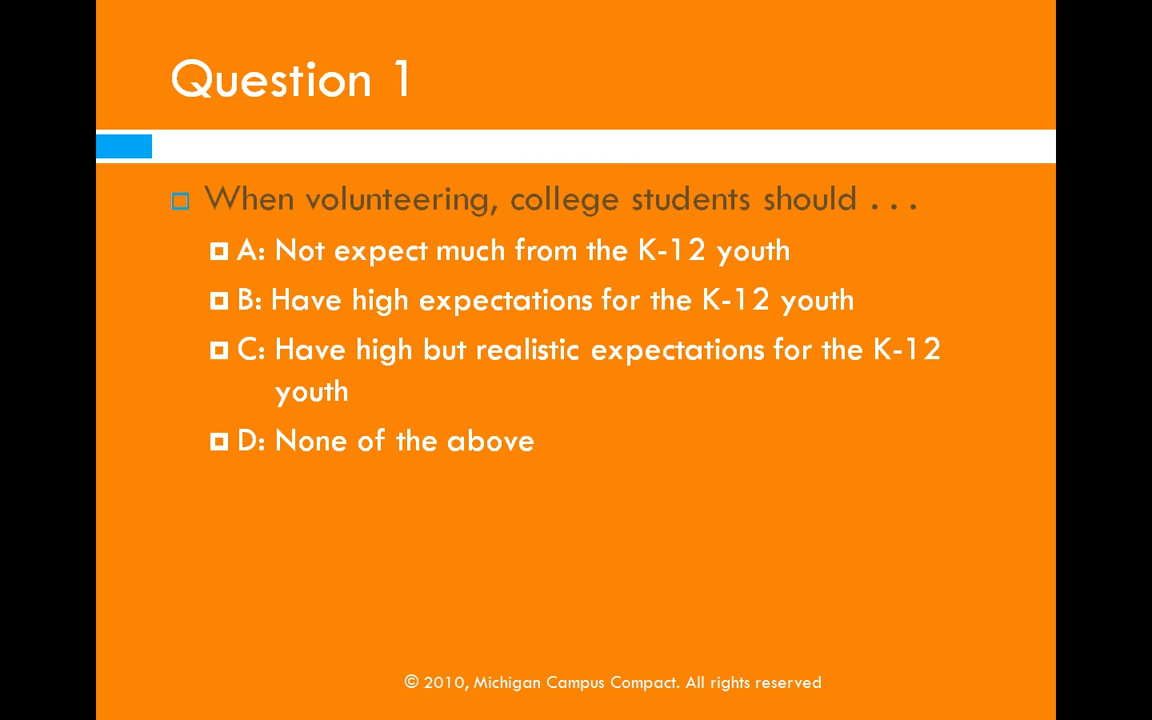 Question 1
When volunteering, college students should . . .
A: Not expect much from the K-12 youth
B: Have high expectations for the K-12 youth
C: Have high but realistic expectations for the K-12
youth
D: None of the above
© 2010, Michigan Campus Compact. All rights reserved